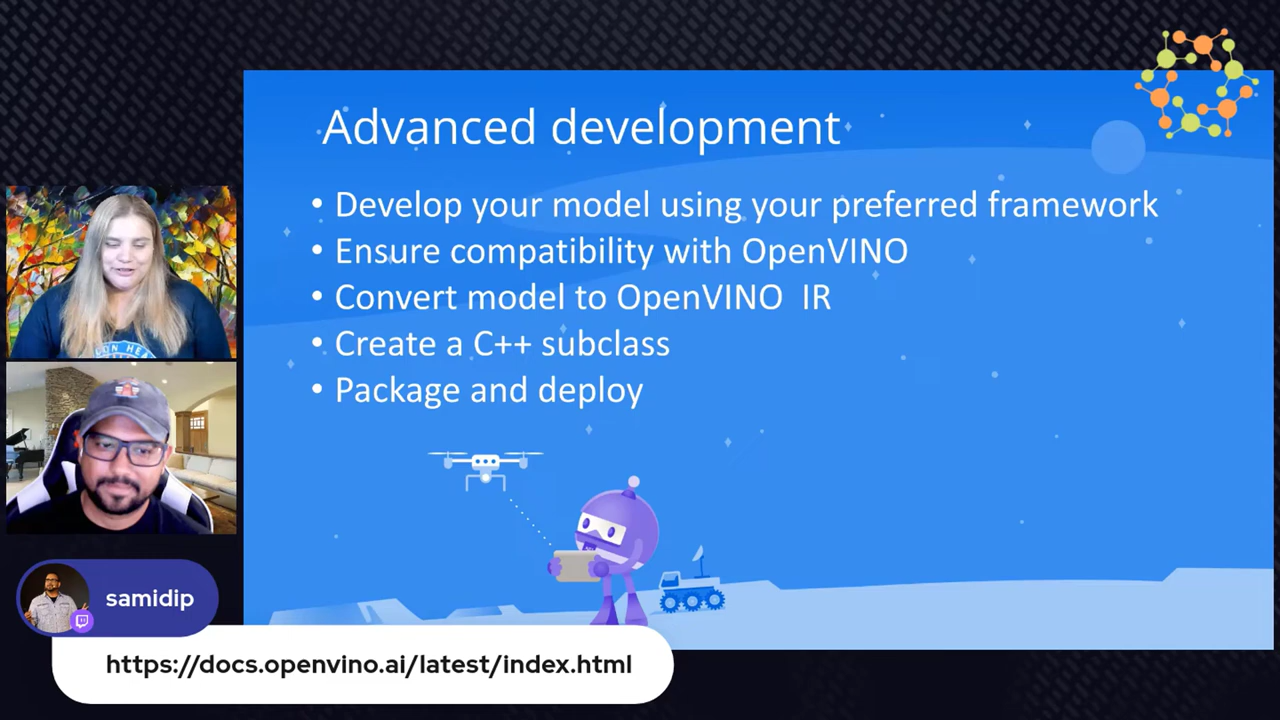 Advanced development
• Develop your model using your preferred framework
• Ensure compatibility with OpenVINO
• Convert model to OpenVINO IR
• Create a C++ subclass
• Package and deploy
samidip
https://docs.openvino.ai/latest/index.html